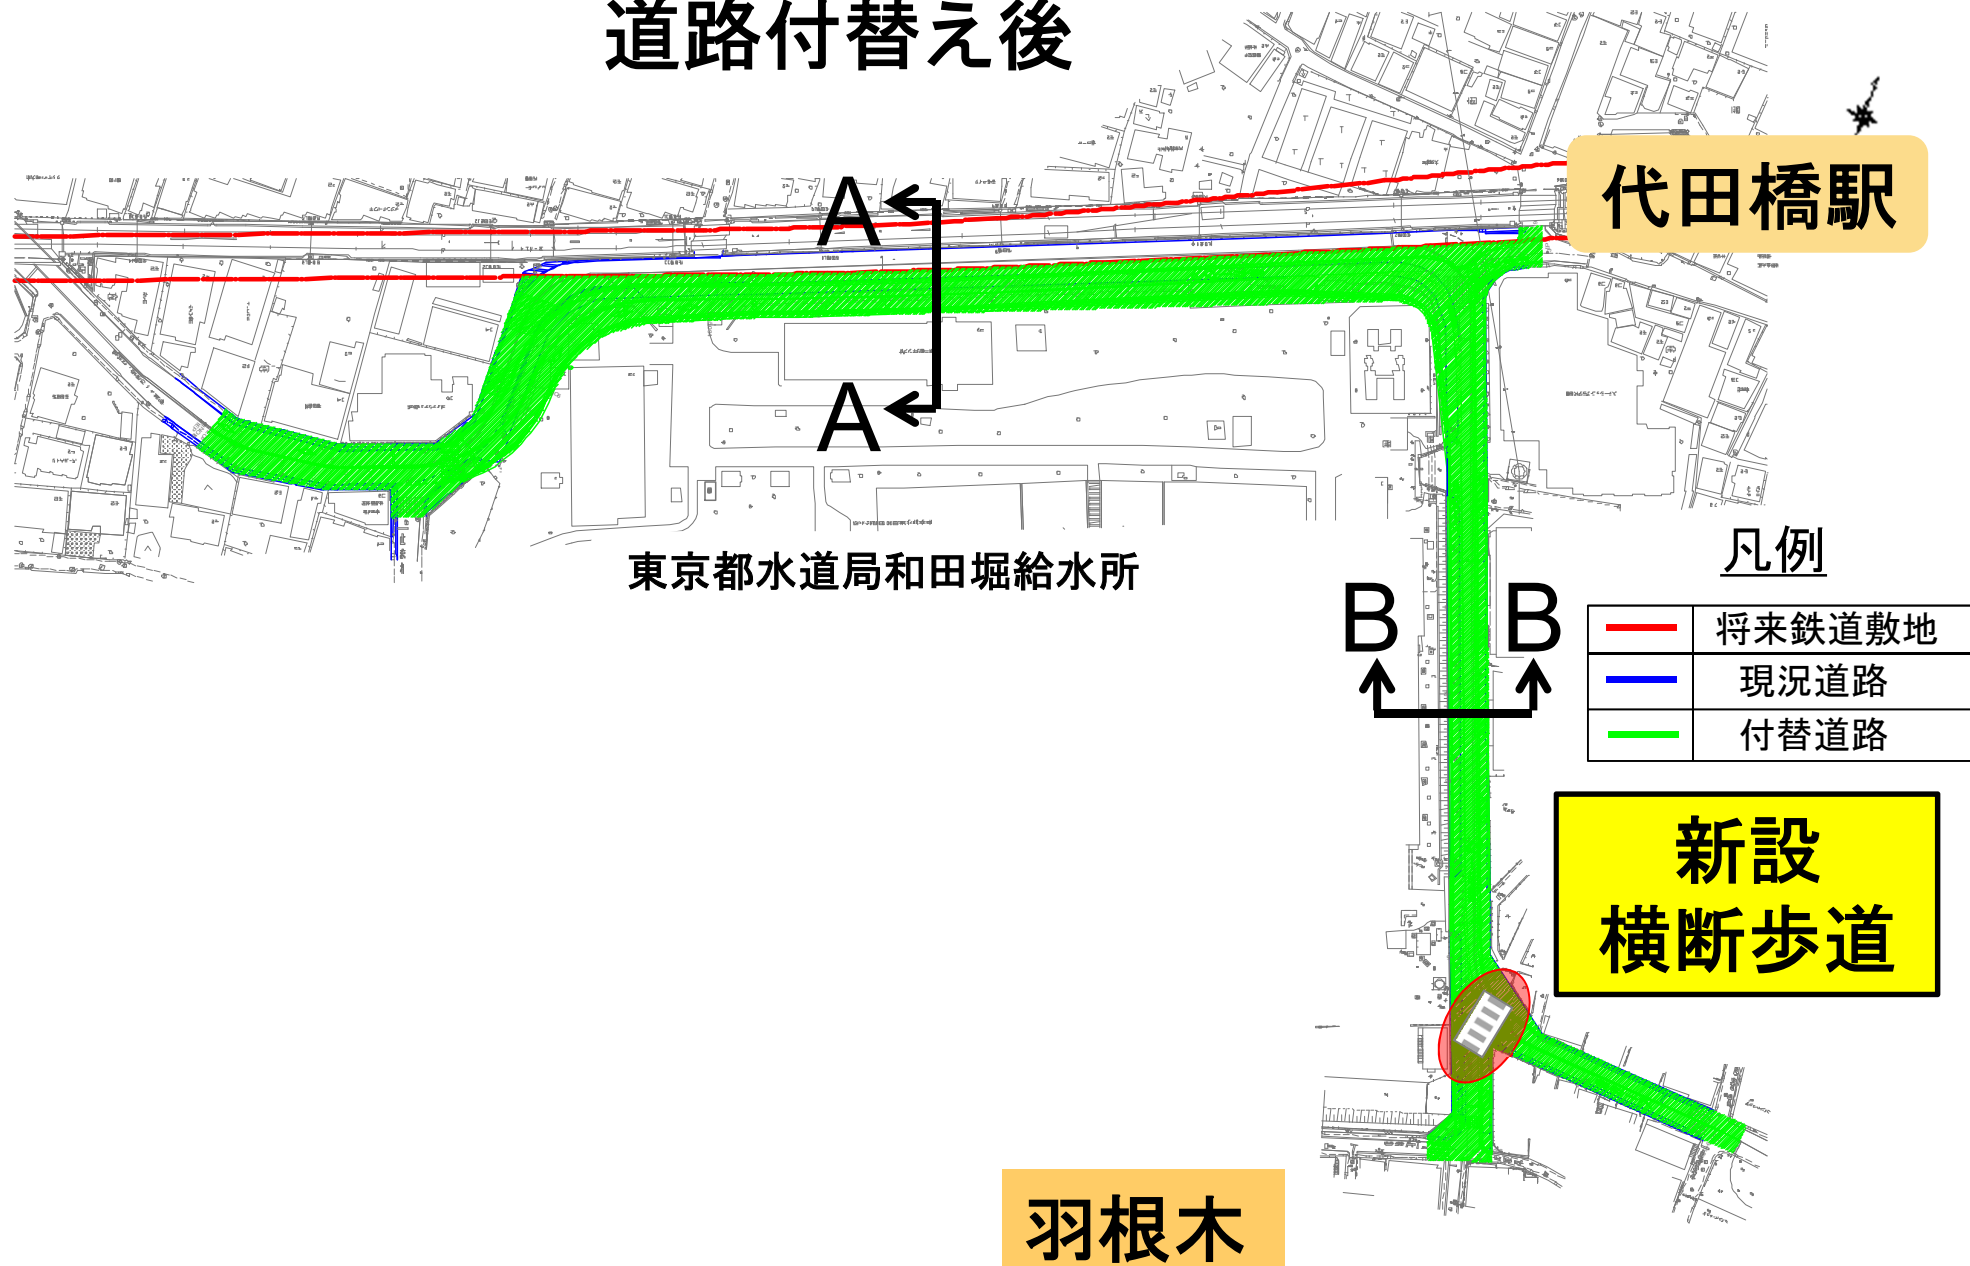 道路付替え後
代田橋駅
A
A
東京都水道局和田堀給水所
凡例
将来鉄道敷地
現況道路
付替道路
B
B
新設
横断歩道
羽根木